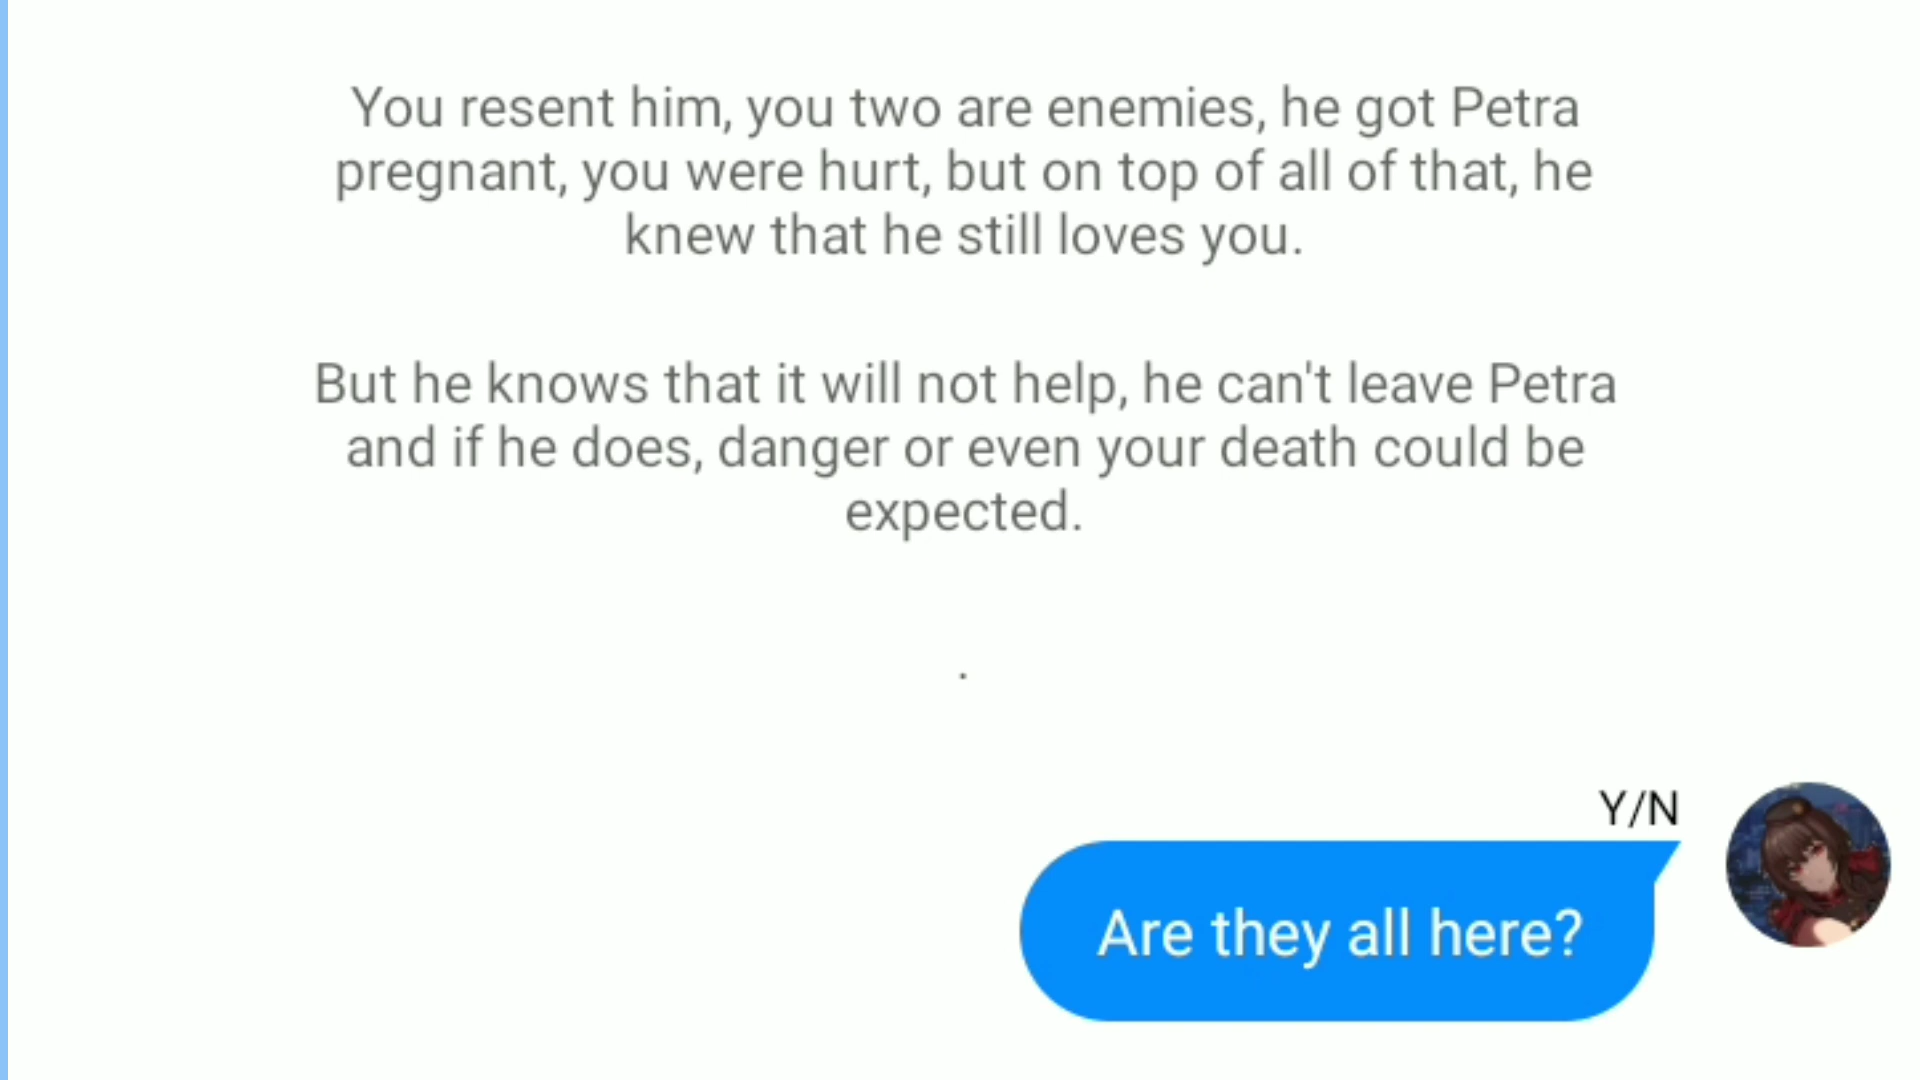 You resent him, you two are enemies, he got Petra
pregnant, you were hurt, but on top of all of that, he
knew that he still loves you.
But he knows that it will not help, he can't leave Petra
and if he does, danger or even your death could be
expected.
.
Y/N
Are they all here?